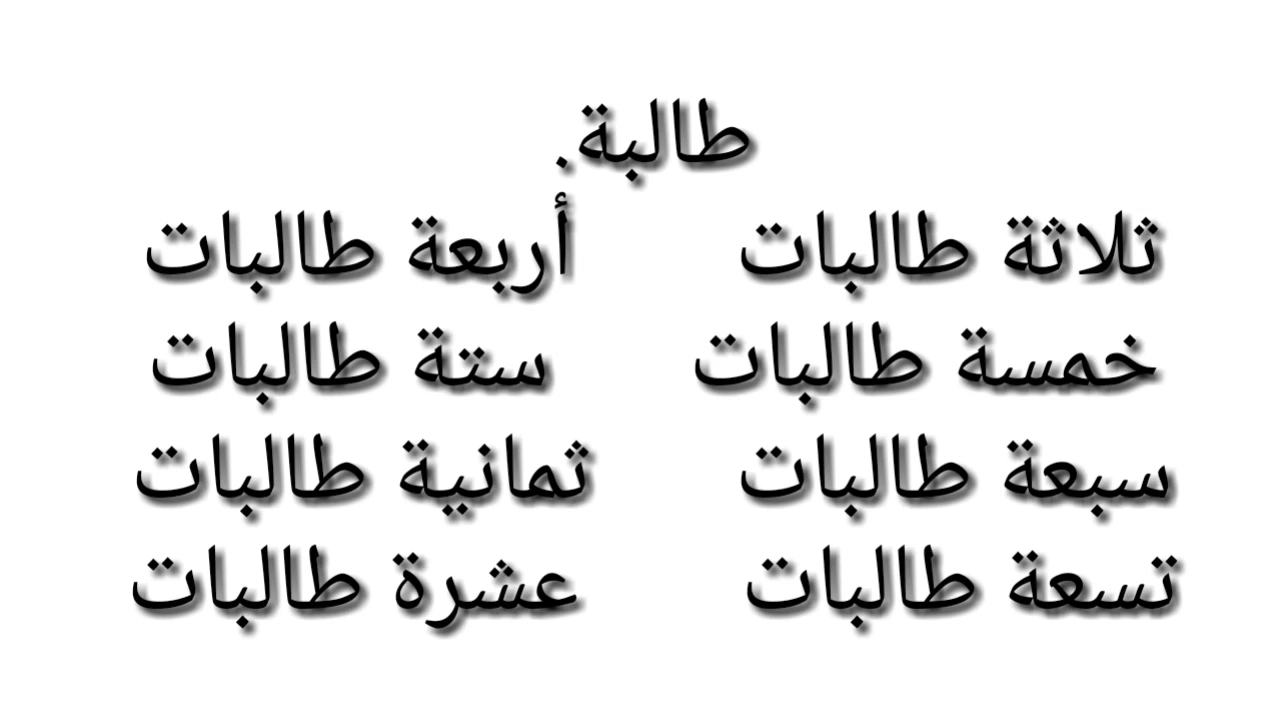 طالبة.
ثلاثة طالبات أربعة طالبات
خمسة طالبات ستة طالبات
سبعة طالبات ثمانية طالبات
تسعة طالبات عشرة طالبات